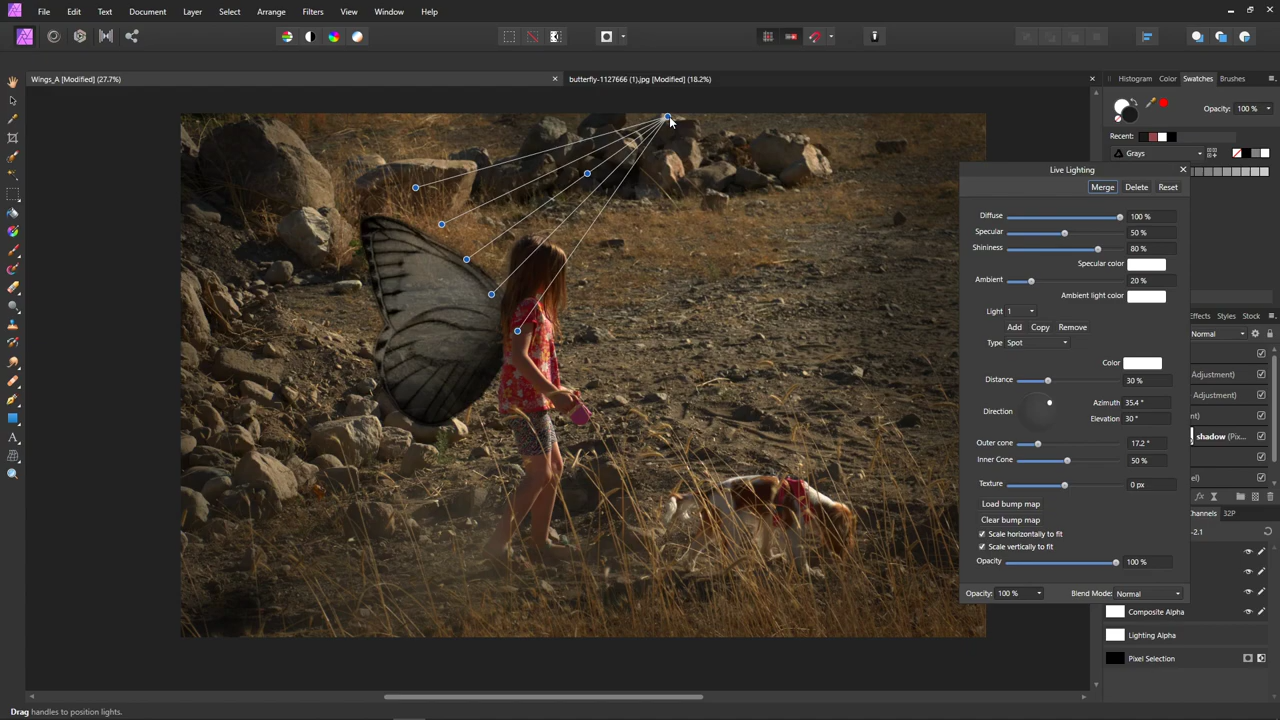 File Edit Text Document Layer Select Arrange Filters View Window Help
Wings_A [Modified] (27.7%)
butterfly-1127666 (1).jpg [Modified] (18.2%)
Histogram Color Swatches Brushes
Opacity: 100 %
Recent:
Grays
Live Lighting
Merge Delete Reset
Diffuse 100 %
Specular 50 %
Shininess 80 %
Specular color
Ambient 20 %
Ambient light color
Light 1
Add Copy Remove
Type Spot
Color
Distance 30 %
Direction
Azimuth 35.4 °
Elevation 30 °
Outer cone 17.2 °
Inner Cone 50 %
Texture 0 px
Load bump map
Clear bump map
Scale horizontally to fit
Scale vertically to fit
Opacity 100 %
Opacity: 100 % Blend Mode: Normal
Effects Styles Stock
Normal
Adjustment)
Adjustment)
nt)
shadow (Pix...
el)
hannels 32P
-2.1
Composite Alpha
Lighting Alpha
Pixel Selection
Drag handles to position lights.